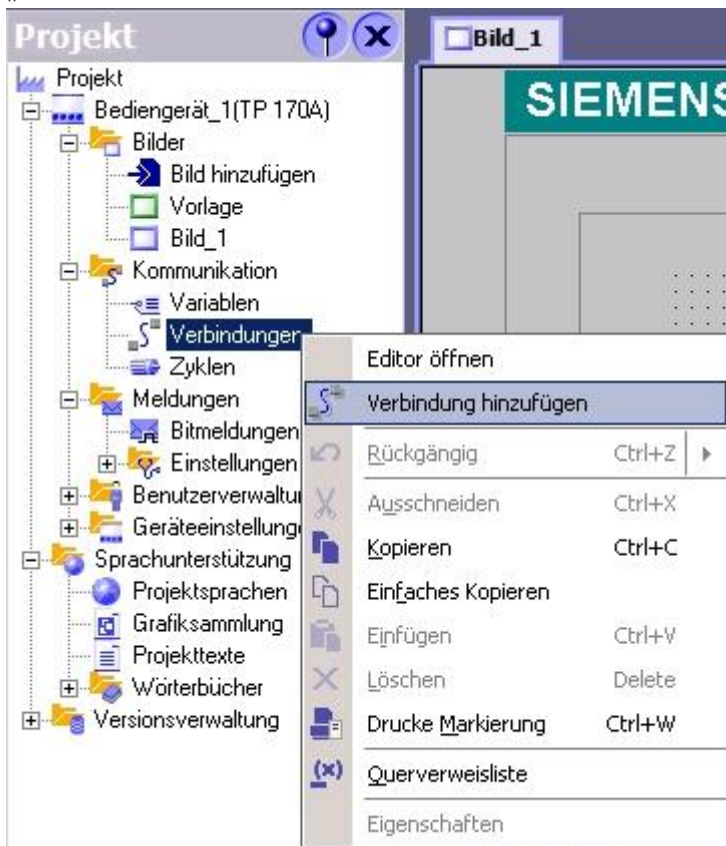 Projekt
Bild_1
Projekt
Bediengerät_1(TP 170A)
Bilder
Bild hinzufügen
Vorlage
Bild_1
Kommunikation
Variablen
Verbindungen
Zyklen
Meldungen
Bitmeldungen
Einstellungen
Benutzerverwaltu
Geräteeinstellung
Sprachunterstützung
Projektsprachen
Grafiksammlung
Projekttexte
Wörterbücher
Versionsverwaltung
SIEMENS
Editor öffnen
Verbindung hinzufügen
Rückgängig Ctrl+Z
Ausschneiden Ctrl+X
Kopieren Ctrl+C
Einfaches Kopieren
Einfügen Ctrl+V
Löschen Delete
Drucke Markierung Ctrl+W
Querverweisliste
Eigenschaften